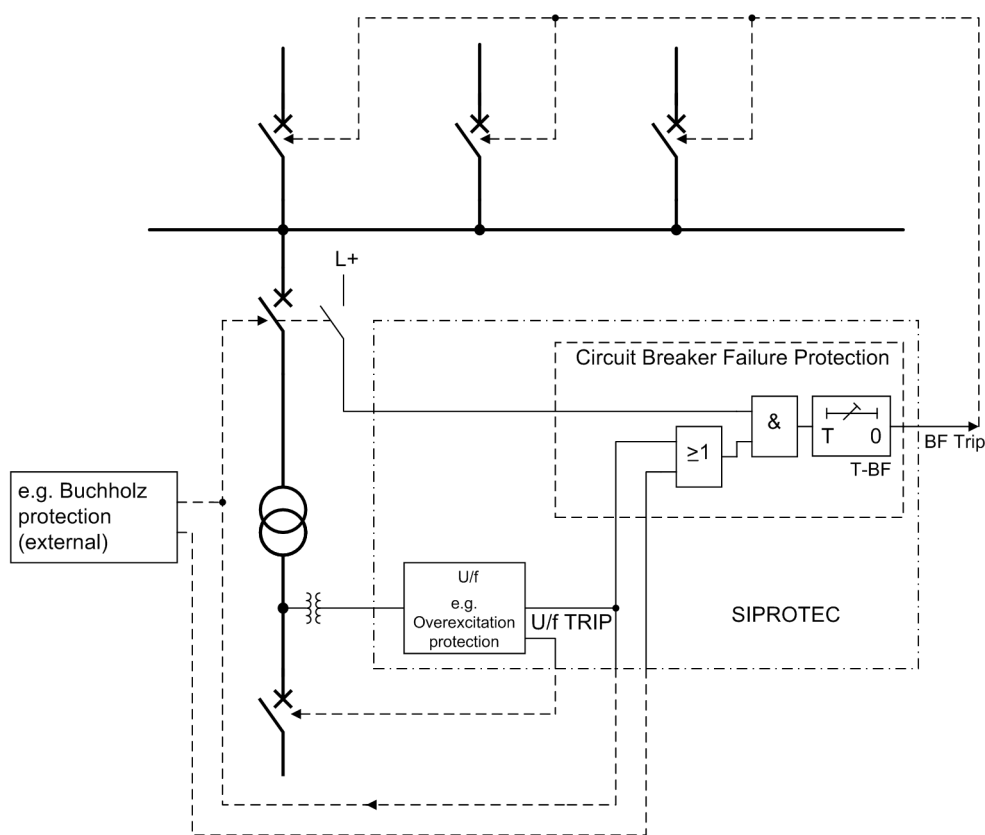 L+
Circuit Breaker Failure Protection
&
T 0
BF Trip
≥1
T-BF
e.g. Buchholz
protection
(external)
U/f
e.g.
Overexcitation
protection
U/f TRIP
SIPROTEC